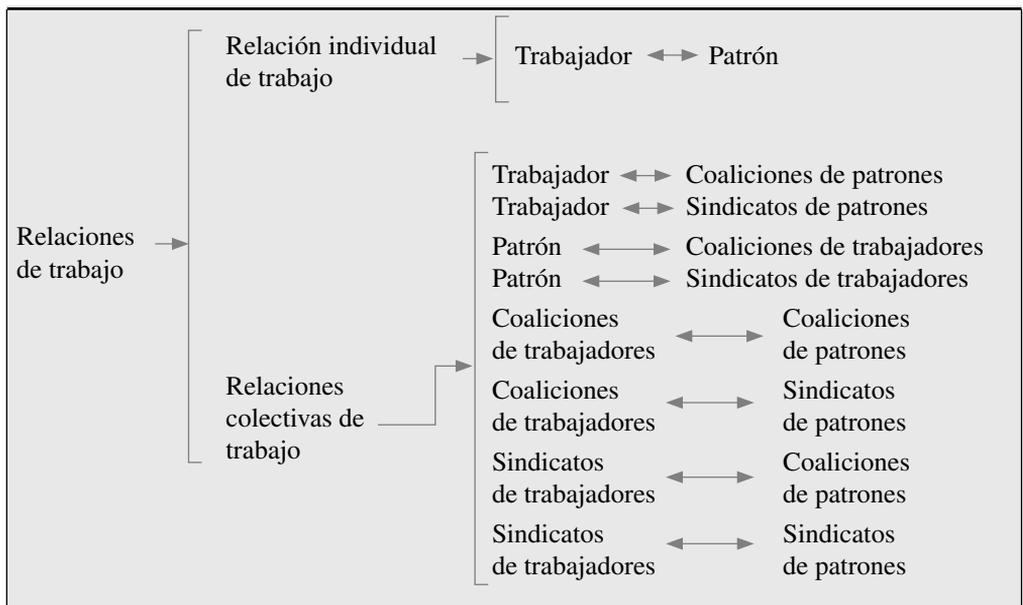 Relación individual
de trabajo
Trabajador Patrón
Relaciones
de trabajo
Relaciones
colectivas de
trabajo
Trabajador Coaliciones de patrones
Trabajador Sindicatos de patrones
Patrón Coaliciones de trabajadores
Patrón Sindicatos de trabajadores
Coaliciones Coaliciones
de trabajadores de patrones
Coaliciones Sindicatos
de trabajadores de patrones
Sindicatos Coaliciones
de trabajadores de patrones
Sindicatos Sindicatos
de trabajadores de patrones